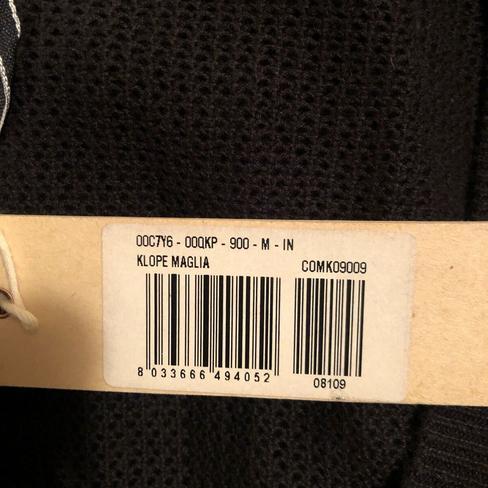 00C7Y6 - 00QKP - 900 - M - IN
KLOPE MAGLIA COMK09009
8 033666 494052
08109